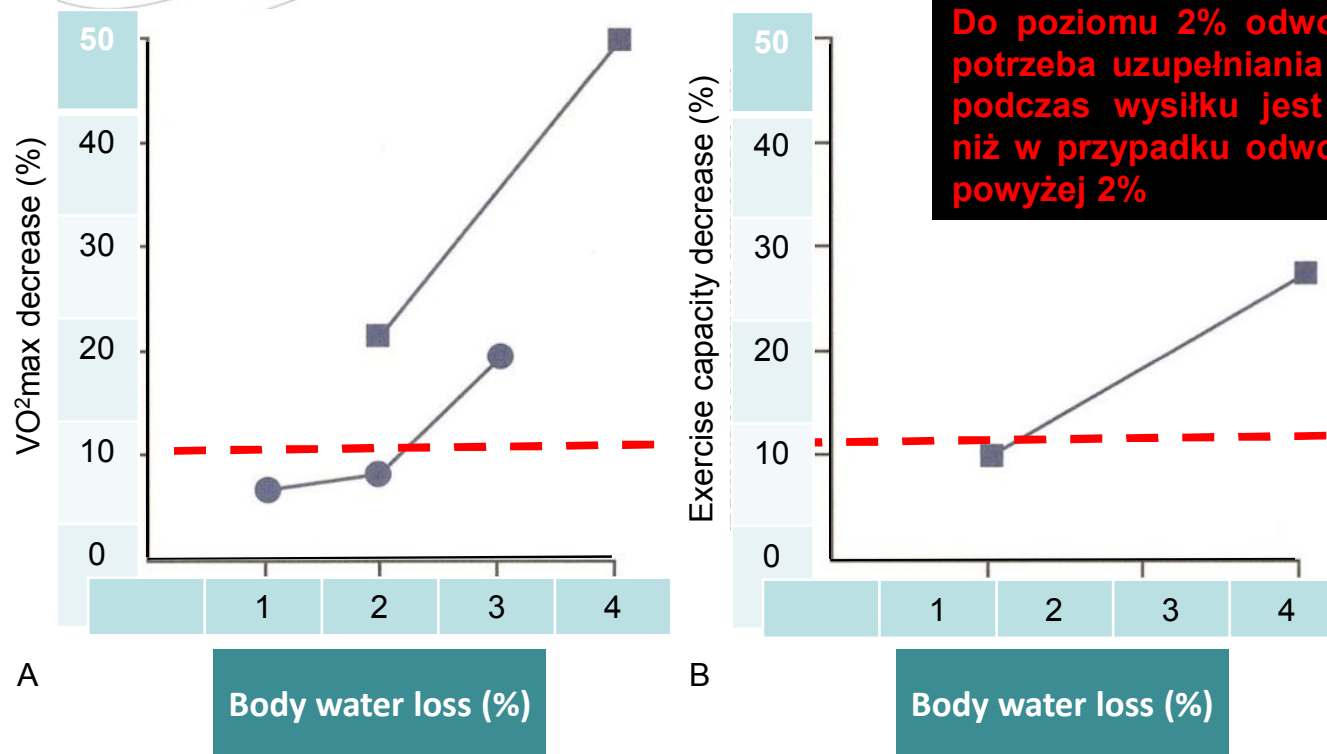 VO²max decrease (%)
50
40
30
20
10
0
1 2 3 4
A
Body water loss (%)
Exercise capacity decrease (%)
50
40
30
20
10
0
1 2 3 4
B
Body water loss (%)
Do poziomu 2%
potrzeba uzupełniania
podczas wysiłku jest
niż w przypadku
powyżej 2%